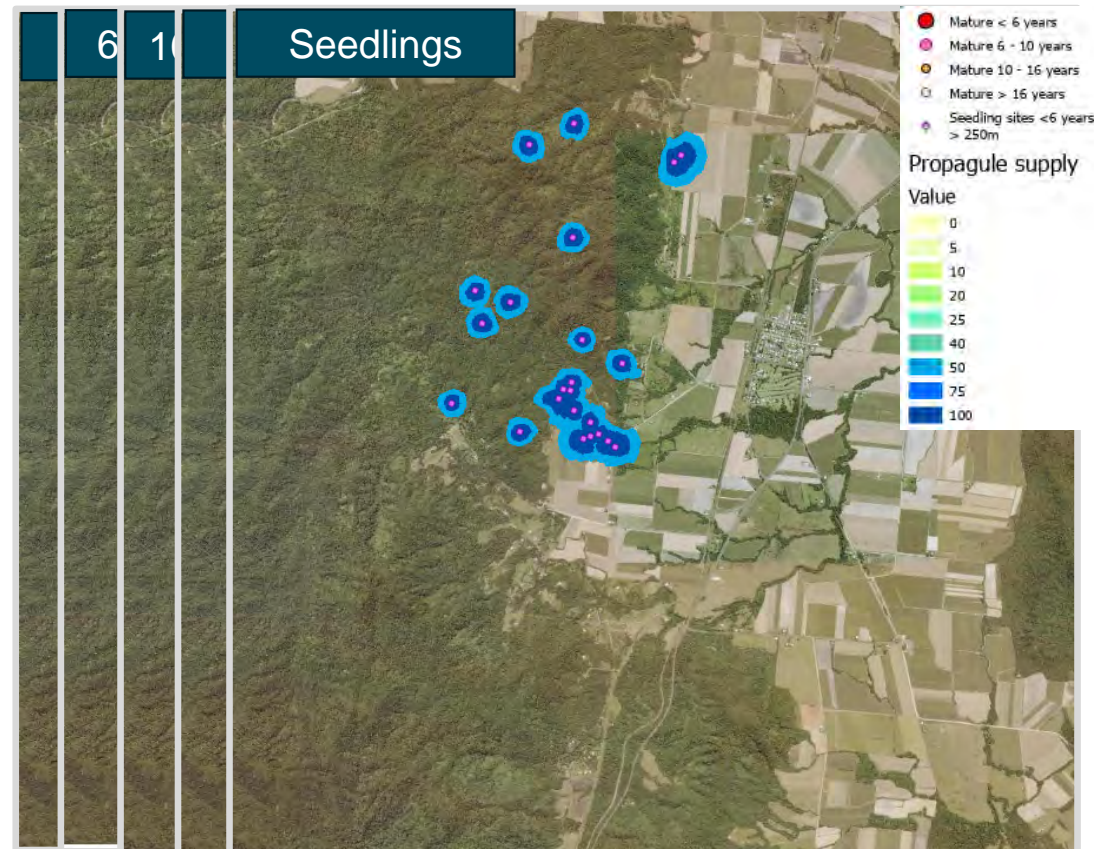 6
10
Seedlings
Mature < 6 years
Mature 6 - 10 years
Mature 10 - 16 years
Mature > 16 years
Seedling sites <6 years
> 250m
Propagule supply
Value
0
5
10
20
25
40
50
75
100